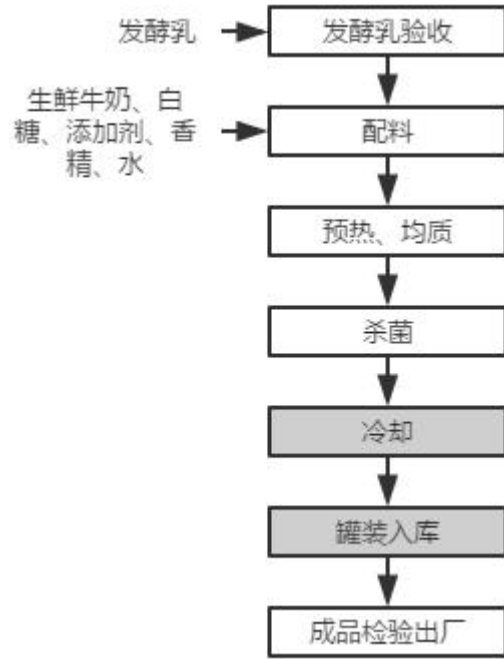 发酵乳
发酵乳验收
生鲜牛奶、白
糖、添加剂、香
精、水
配料
预热、均质
杀菌
冷却
罐装入库
成品检验出厂